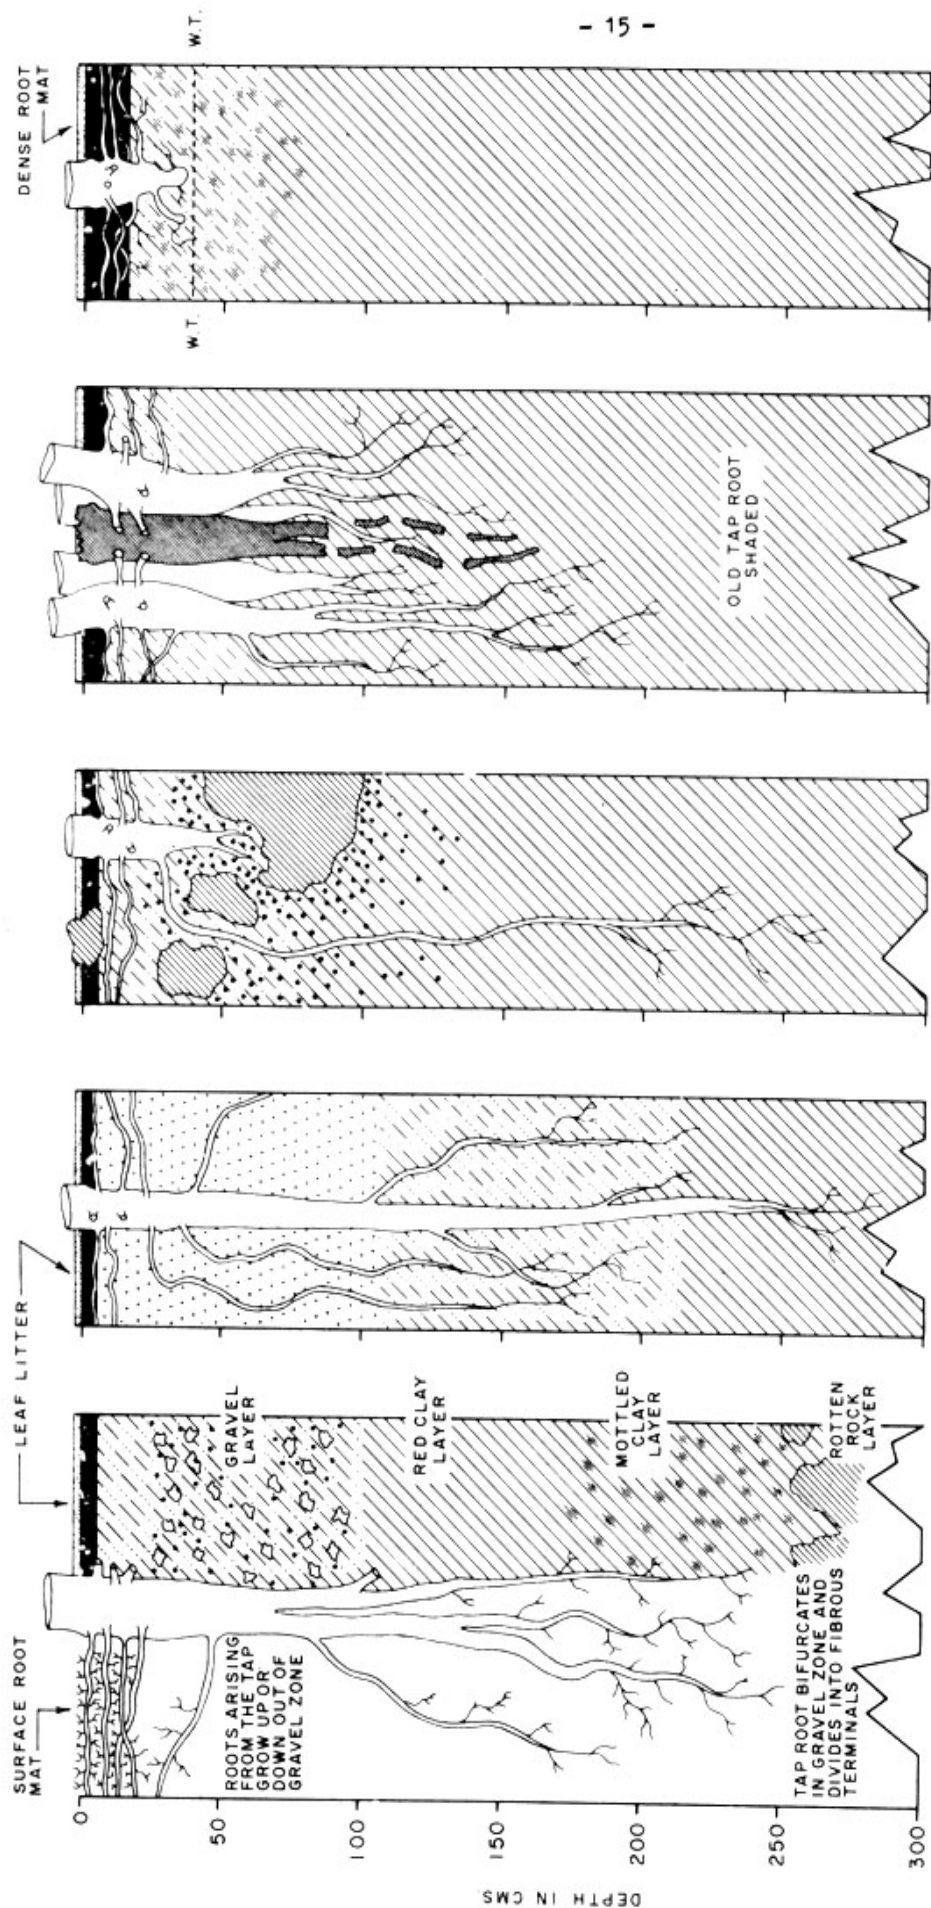 - 15 -
SURFACE ROOT
MAT
LEAF LITTER
DENSE ROOT
MAT
W.T.
W.T.
0
50
100
150
200
250
300
DEPTH IN CMS
ROOTS ARISING
FROM THE TAP
GROW UP OR
DOWN OUT OF
GRAVEL ZONE
TAP ROOT BIFURCATES
IN GRAVEL ZONE AND
DIVIDES INTO FIBROUS
TERMINALS
GRAVEL
LAYER
RED CLAY
LAYER
MOTTLED
CLAY
LAYER
ROTTEN
ROCK
LAYER
OLD TAP ROOT
SHADED